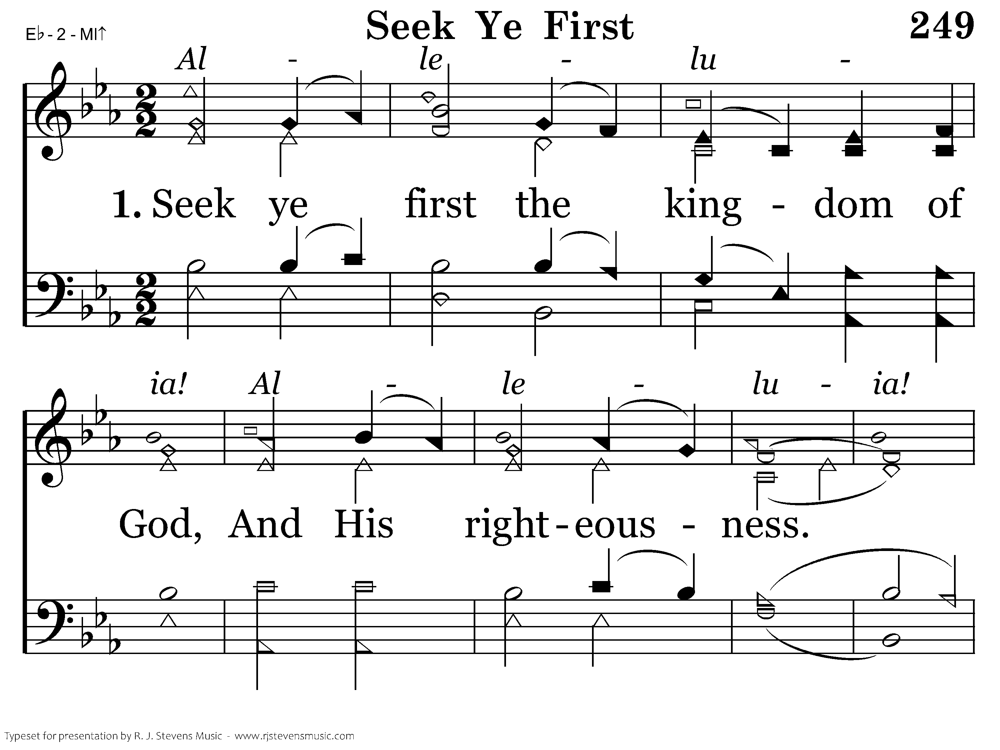 Seek Ye First 249
E♭ - 2 - MI↑
Al - le - lu -
1. Seek ye first the king - dom of
ia! Al - le - lu - ia!
God, And His right - eous - ness.
Typeset for presentation by R. J. Stevens Music - www.rjstevensmusic.com